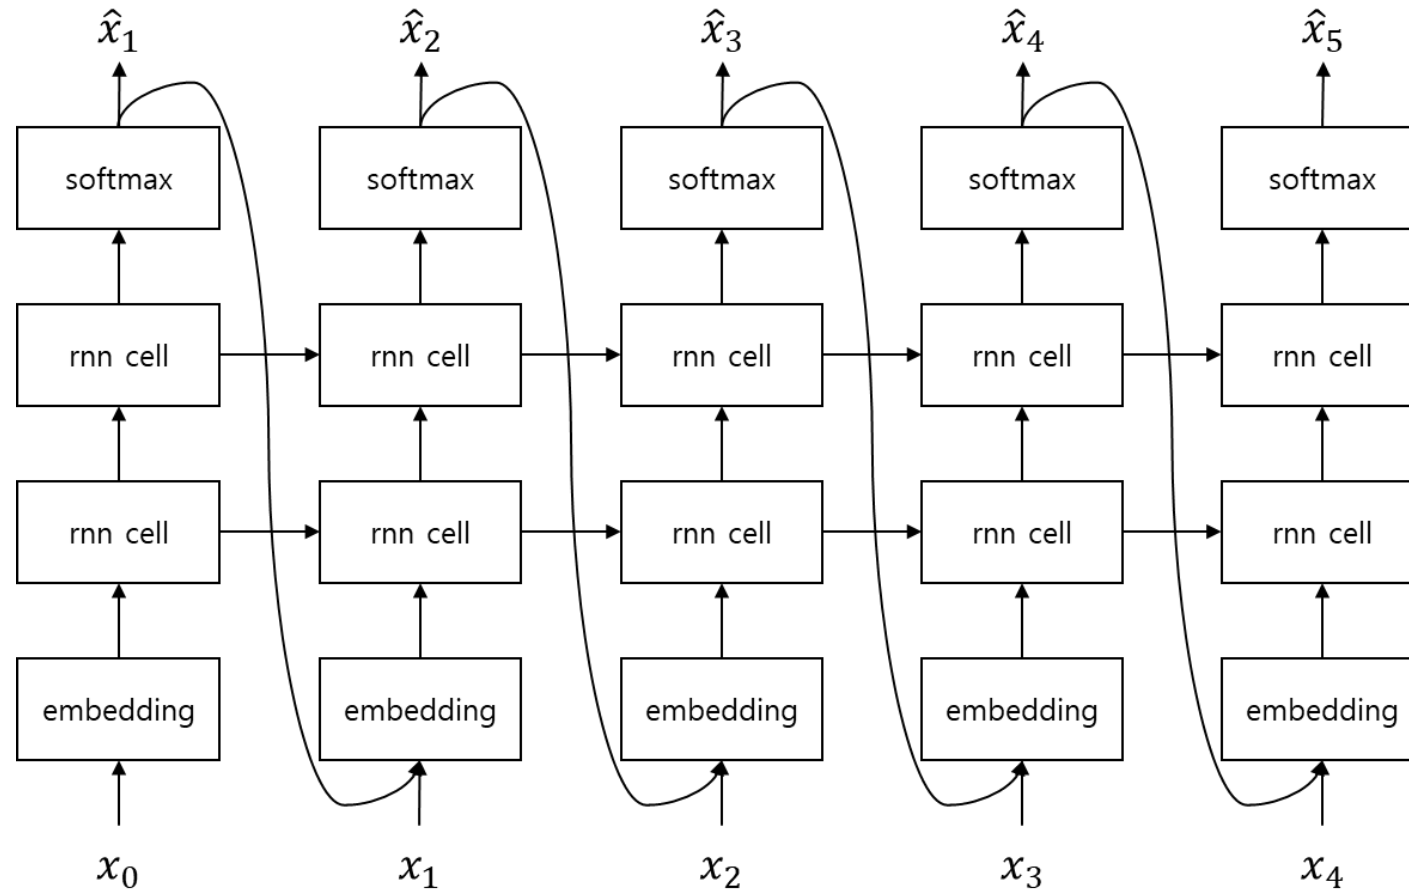 x̂₁ x̂₂ x̂₃ x̂₄ x̂₅
softmax softmax softmax softmax softmax
rnn cell rnn cell rnn cell rnn cell rnn cell
rnn cell rnn cell rnn cell rnn cell rnn cell
embedding embedding embedding embedding embedding
x₀ x₁ x₂ x₃ x₄